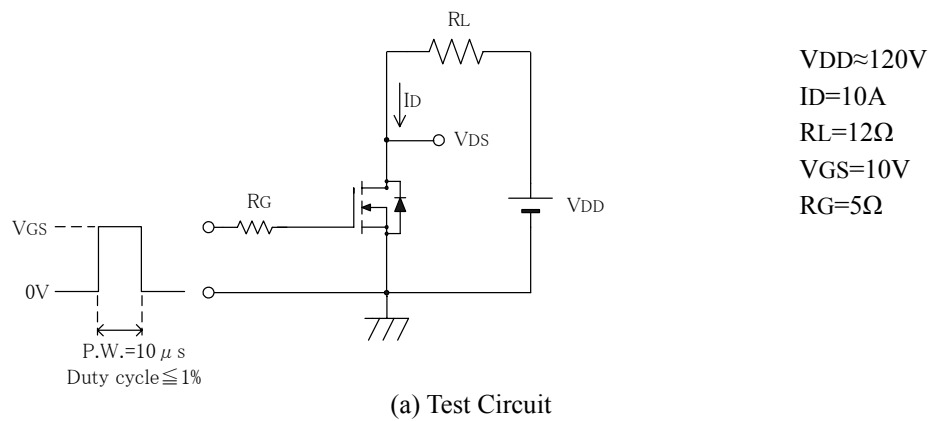 RL
VDD≈120V
ID=10A
RL=12Ω
VGS=10V
RG=5Ω
ID
VDS
RG
VDD
VGS
0V
P.W.=10μs
Duty cycle≦1%
(a) Test Circuit